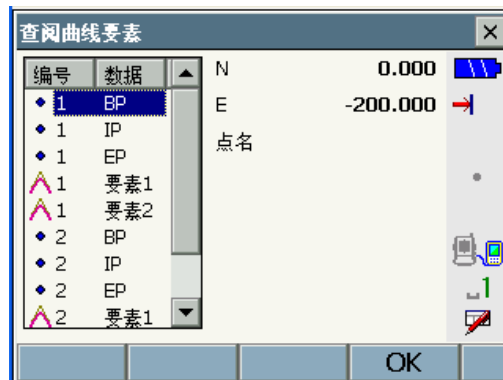 查阅曲线要素
编号 数据
1 BP
1 IP
1 EP
1 要素1
1 要素2
2 BP
2 IP
2 EP
2 要素1
N 0.000
E -200.000
点名
1
OK